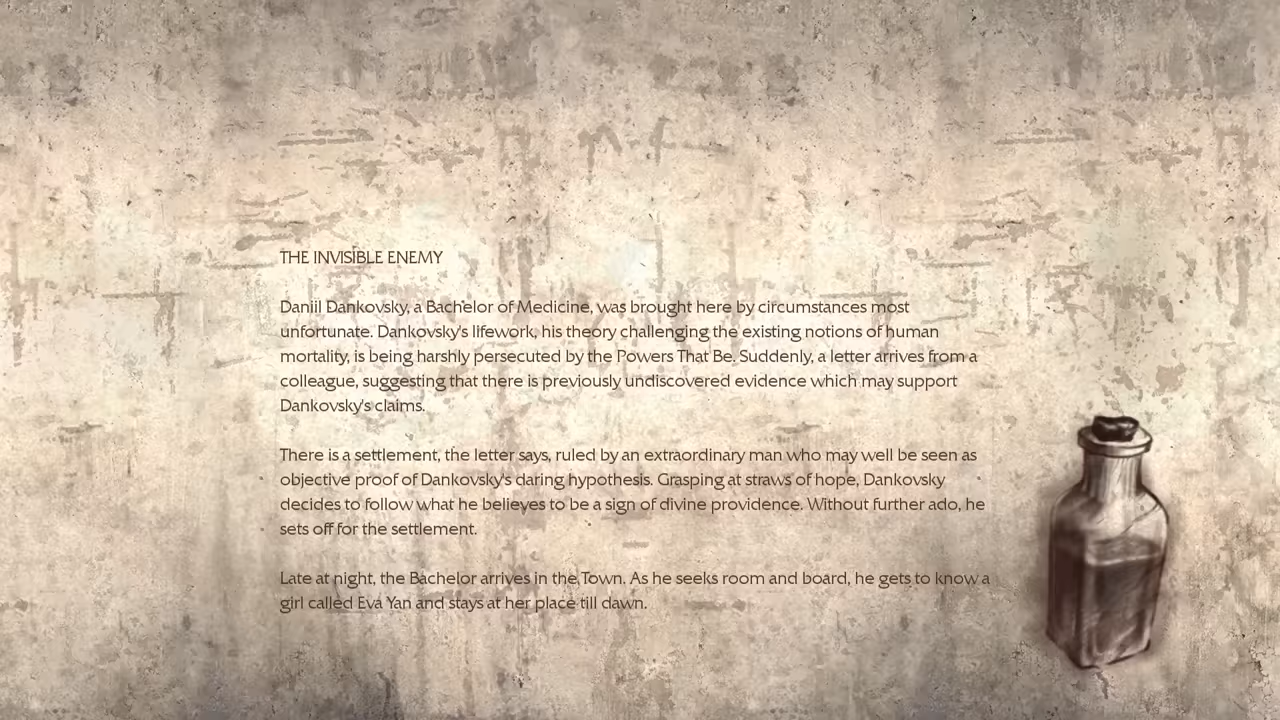 THE INVISIBLE ENEMY
Daniil Dankovsky, a Bachelor of Medicine, was brought here by circumstances most
unfortunate. Dankovsky's lifework, his theory challenging the existing notions of human
mortality, is being harshly persecuted by the Powers That Be. Suddenly, a letter arrives from a
colleague, suggesting that there is previously undiscovered evidence which may support
Dankovsky's claims.
There is a settlement, the letter says, ruled by an extraordinary man who may well be seen as
objective proof of Dankovsky's daring hypothesis. Grasping at straws of hope, Dankovsky
decides to follow what he believes to be a sign of divine providence. Without further ado, he
sets off for the settlement.
Late at night, the Bachelor arrives in the Town. As he seeks room and board, he gets to know a
girl called Eva Yan and stays at her place till dawn.